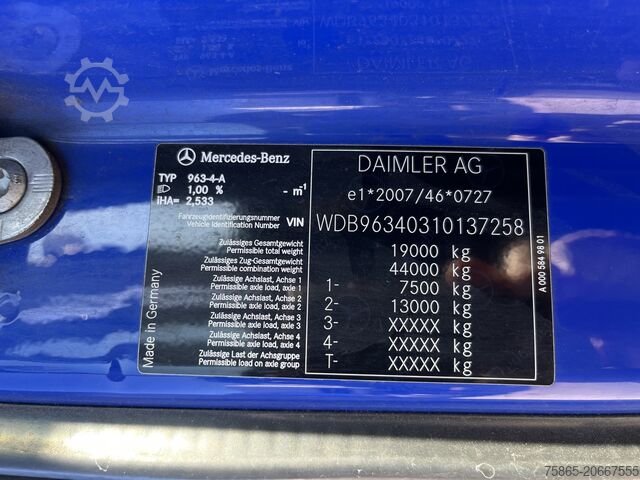 Mercedes-Benz
TYP 963-4-A
1,00 % - m⁻¹
iHA= 2,533
Fahrzeugidentifizierungsnummer
Vehicle Identification Number VIN
Zulässiges Gesamtgewicht
Permissible total weight
Zulässiges Zug-Gesamtgewicht
Permissible combination weight
Zulässige Achslast, Achse 1
Permissible axle load, axle 1
Zulässige Achslast, Achse 2
Permissible axle load, axle 2
Zulässige Achslast, Achse 3
Permissible axle load, axle 3
Zulässige Achslast, Achse 4
Permissible axle load, axle 4
Zulässige Last der Achsgruppe
Permissible load on axle group
DAIMLER AG
e1*2007/46*0727
WDB96340310137258
19000 kg
44000 kg
1- 7500 kg
2- 13000 kg
3- XXXXX kg
4- XXXXX kg
T- XXXXX kg
Made in Germany
A 000 584 98 01
75865-20667555